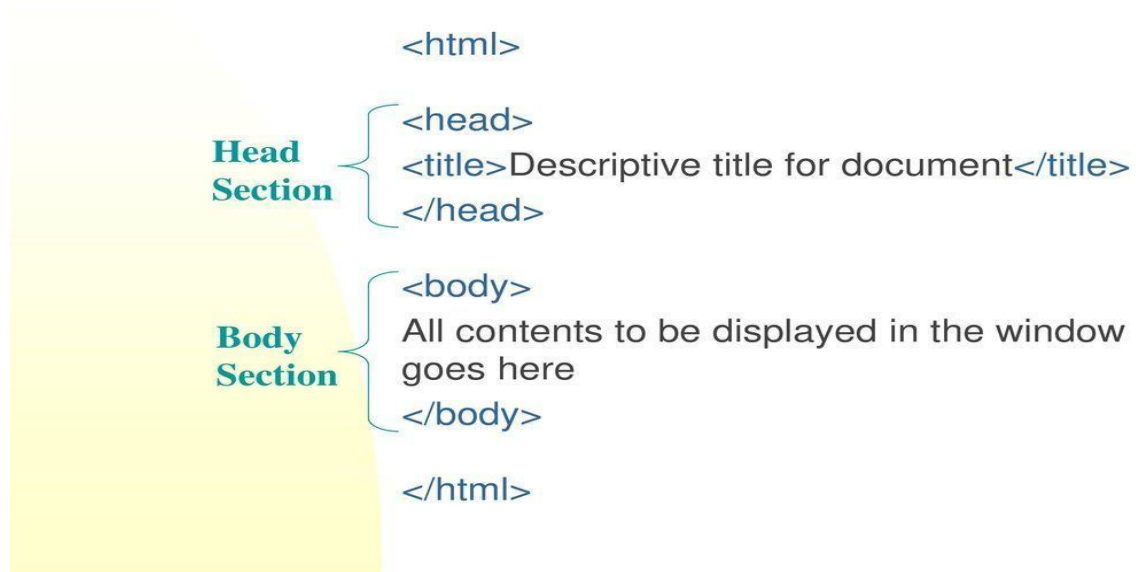 <html>
<head>
Head
Section
<title>Descriptive title for document</title>
</head>
<body>
Body
Section
All contents to be displayed in the window
goes here
</body>
</html>